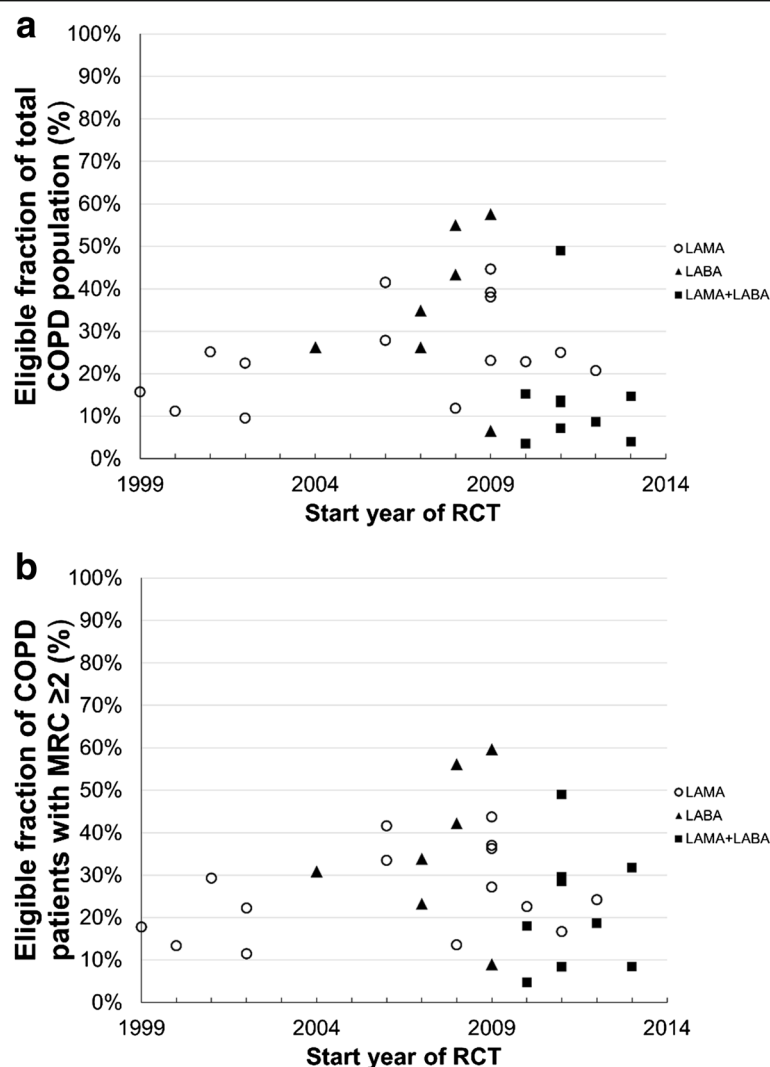 a
Eligible fraction of total
COPD population (%)
100%
90%
80%
70%
60%
50%
40%
30%
20%
10%
0%
1999 2004 2009 2014
Start year of RCT
LAMA
LABA
LAMA+LABA
b
Eligible fraction of COPD
patients with MRC ≥2 (%)
100%
90%
80%
70%
60%
50%
40%
30%
20%
10%
0%
1999 2004 2009 2014
Start year of RCT
LAMA
LABA
LAMA+LABA